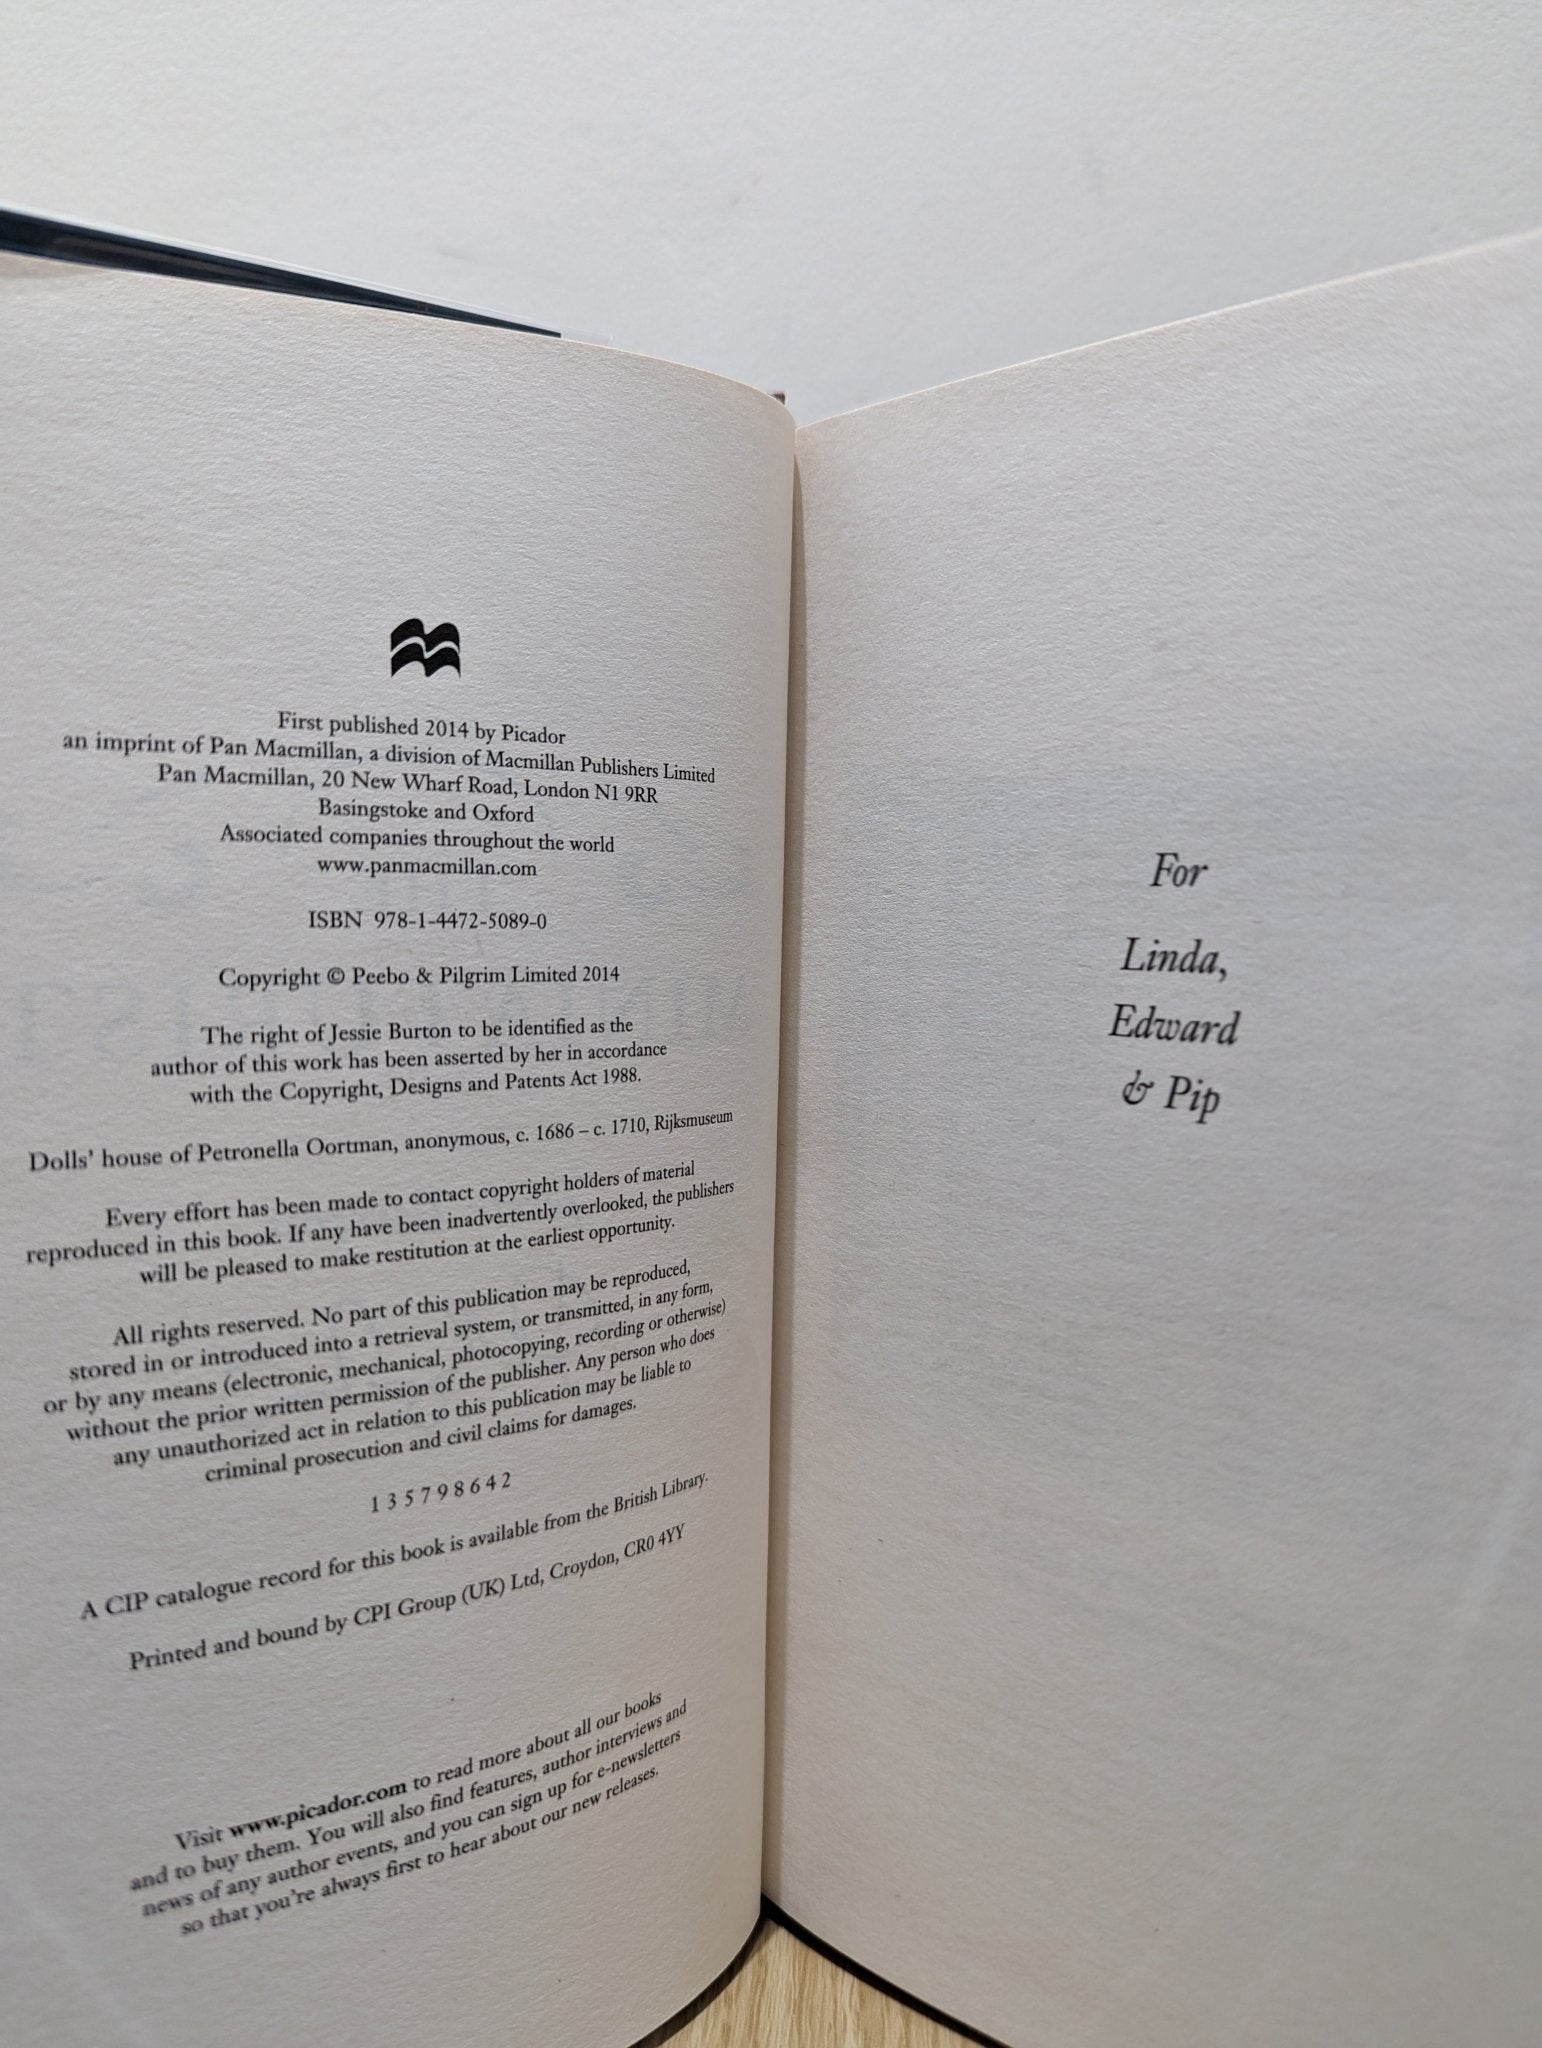 First published 2014 by Picador
an imprint of Pan Macmillan, a division of Macmillan Publishers Limited
Pan Macmillan, 20 New Wharf Road, London N1 9RR
Basingstoke and Oxford
Associated companies throughout the world
www.panmacmillan.com
ISBN 978-1-4472-5089-0
Copyright © Peebo & Pilgrim Limited 2014
The right of Jessie Burton to be identified as the
author of this work has been asserted by her in accordance
with the Copyright, Designs and Patents Act 1988.
Dolls' house of Petronella Oortman, anonymous, c. 1686 – c. 1710, Rijksmuseum
Every effort has been made to contact copyright holders of material
reproduced in this book. If any have been inadvertently overlooked, the publishers
will be pleased to make restitution at the earliest opportunity.
All rights reserved. No part of this publication may be reproduced,
stored in or introduced into a retrieval system, or transmitted, in any form,
or by any means (electronic, mechanical, photocopying, recording or otherwise)
without the prior written permission of the publisher. Any person who does
any unauthorized act in relation to this publication may be liable to
criminal prosecution and civil claims for damages.
1 3 5 7 9 8 6 4 2
A CIP catalogue record for this book is available from the British Library.
Printed and bound by CPI Group (UK) Ltd, Croydon, CR0 4YY
Visit www.picador.com to read more about all our books
and to buy them. You will also find features, author interviews and
news of any author events, and you can sign up for e-newsletters
so that you're always first to hear about our new releases.
For
Linda,
Edward
& Pip